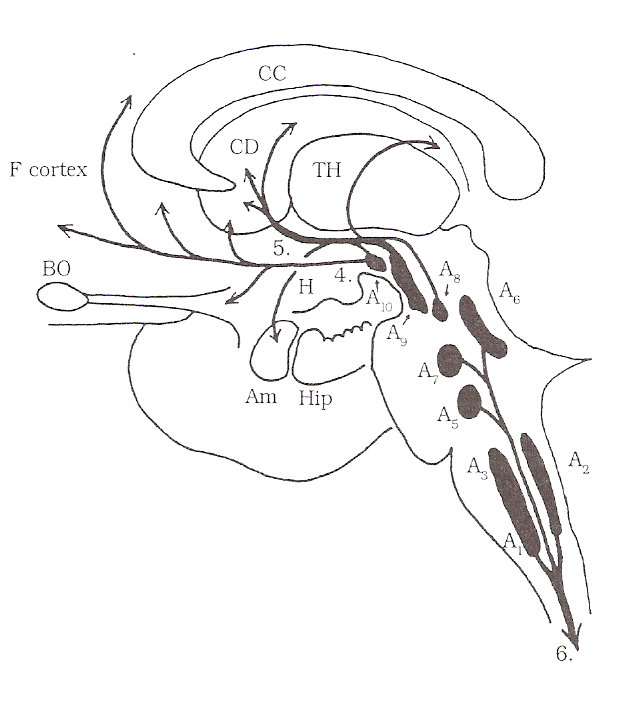 CC
CD
F cortex
TH
5.
BO
4.
H
A8
A10
A6
A9
A7
Am
Hip
A5
A3
A2
A1
6.